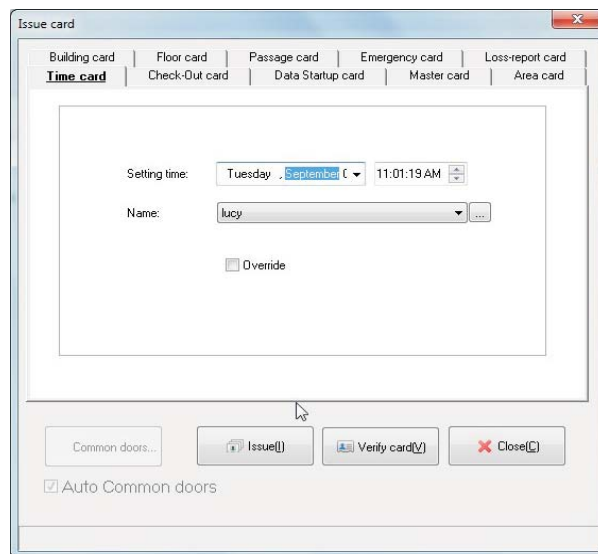 Issue card
Building card Floor card Passage card Emergency card Loss-report card
Time card Check-Out card Data Startup card Master card Area card
Setting time: Tuesday , September 11:01:19 AM
Name: lucy ...
Override
Common doors... Issue(I) Verify card(V) Close(C)
Auto Common doors